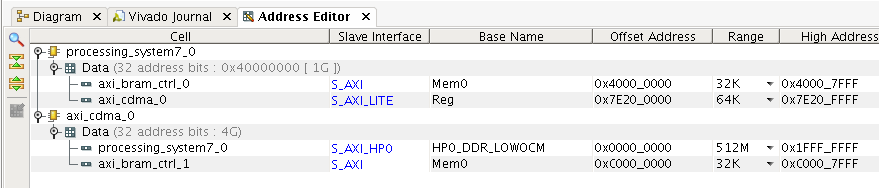 Diagram × Vivado Journal × Address Editor ×
Cell Slave Interface Base Name Offset Address Range High Address
processing_system7_0
Data (32 address bits : 0x40000000 [ 1G ])
axi_bram_ctrl_0 S_AXI Mem0 0x4000_0000 32K 0x4000_7FFF
axi_cdma_0 S_AXI_LITE Reg 0x7E20_0000 64K 0x7E20_FFFF
axi_cdma_0
Data (32 address bits : 4G)
processing_system7_0 S_AXI_HP0 HP0_DDR_LOWOCM 0x0000_0000 512M 0x1FFF_FFFF
axi_bram_ctrl_1 S_AXI Mem0 0xC000_0000 32K 0xC000_7FFF